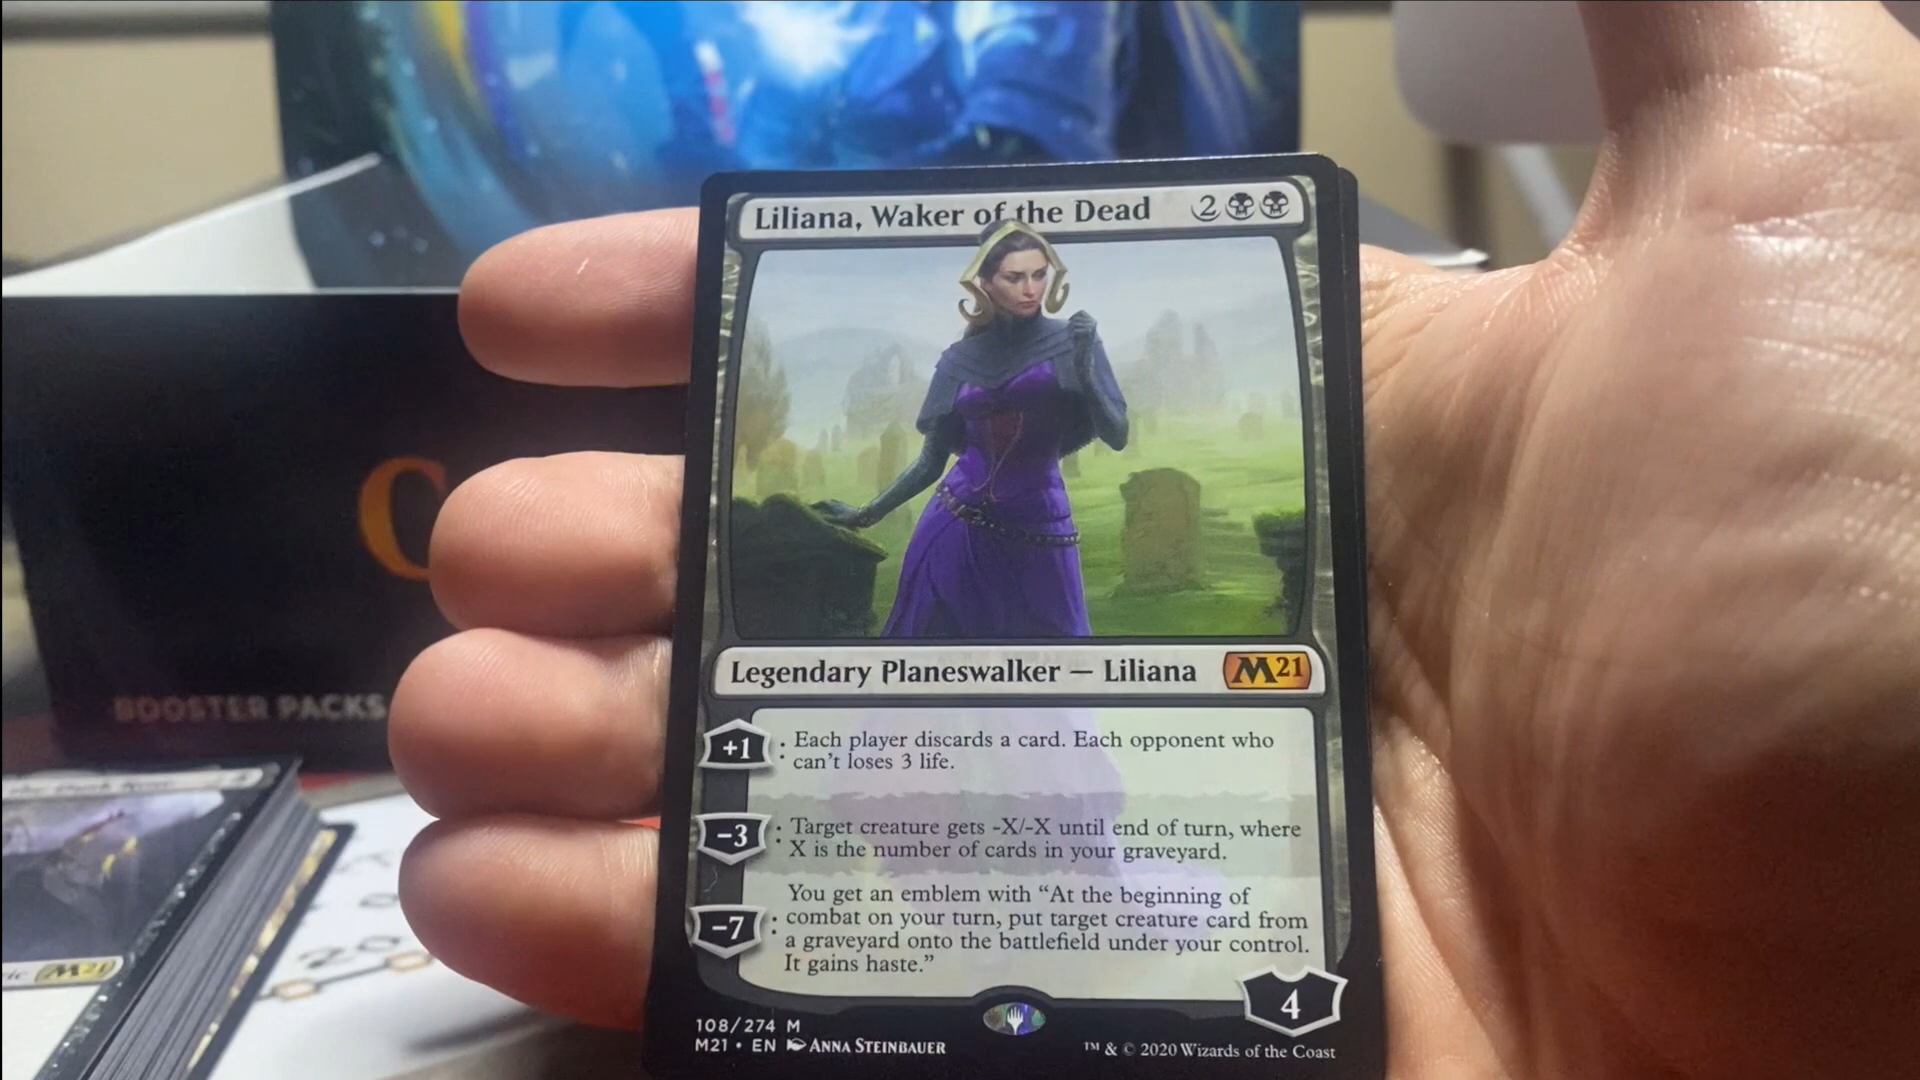 Liliana, Waker of the Dead 2
Legendary Planeswalker — Liliana M21
+1 : Each player discards a card. Each opponent who
can't loses 3 life.
-3 : Target creature gets -X/-X until end of turn, where
X is the number of cards in your graveyard.
You get an emblem with “At the beginning of
-7 : combat on your turn, put target creature card from
a graveyard onto the battlefield under your control.
It gains haste.”
4
108/274 M
M21 • EN ANNA STEINBAUER
™ & © 2020 Wizards of the Coast
BOOSTER PACKS
M21